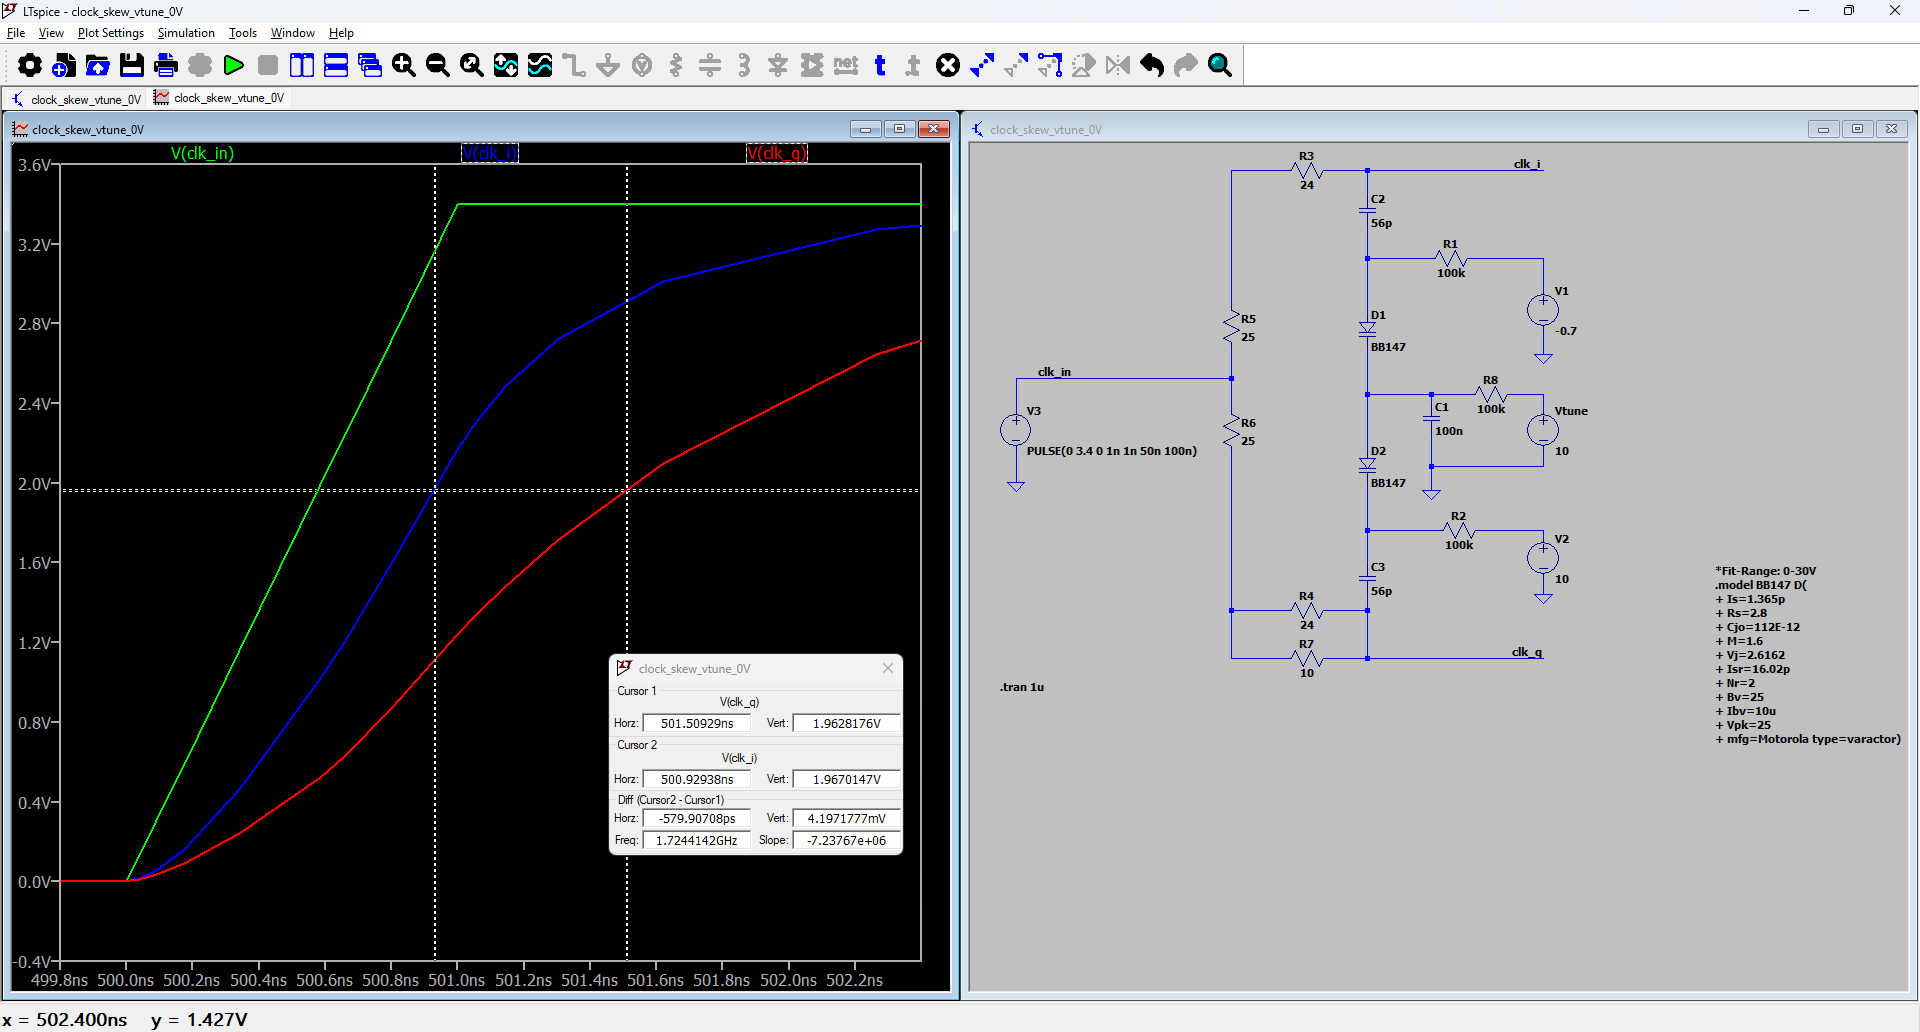 LTspice - clock_skew_vtune_0V
File View Plot Settings Simulation Tools Window Help
clock_skew_vtune_0V clock_skew_vtune_0V
clock_skew_vtune_0V
V(clk_in) V(clk_i) V(clk_q)
3.6V
3.2V
2.8V
2.4V
2.0V
1.6V
1.2V
0.8V
0.4V
0.0V
-0.4V
499.8ns 500.0ns 500.2ns 500.4ns 500.6ns 500.8ns 501.0ns 501.2ns 501.4ns 501.6ns 501.8ns 502.0ns 502.2ns
clock_skew_vtune_0V
Cursor 1
V(clk_q)
Horz: 501.50929ns Vert: 1.9628176V
Cursor 2
V(clk_i)
Horz: 500.92938ns Vert: 1.9670147V
Diff (Cursor2 - Cursor1)
Horz: -579.90708ps Vert: 4.1971777mV
Freq: 1.7244142GHz Slope: -7.23767e+06
clock_skew_vtune_0V
R3
24
clk_i
C2
56p
R1
100k
V1
-0.7
D1
BB147
R5
25
clk_in
V3
PULSE(0 3.4 0 1n 1n 50n 100n)
R6
25
R8
100k
C1
100n
Vtune
10
D2
BB147
R2
100k
V2
10
C3
56p
R4
24
R7
10
clk_q
.tran 1u
*Fit-Range: 0-30V
.model BB147 D(
+ Is=1.365p
+ Rs=2.8
+ Cjo=112E-12
+ M=1.6
+ Vj=2.6162
+ Isr=16.02p
+ Nr=2
+ Bv=25
+ Ibv=10u
+ Vpk=25
+ mfg=Motorola type=varactor)
x = 502.400ns y = 1.427V